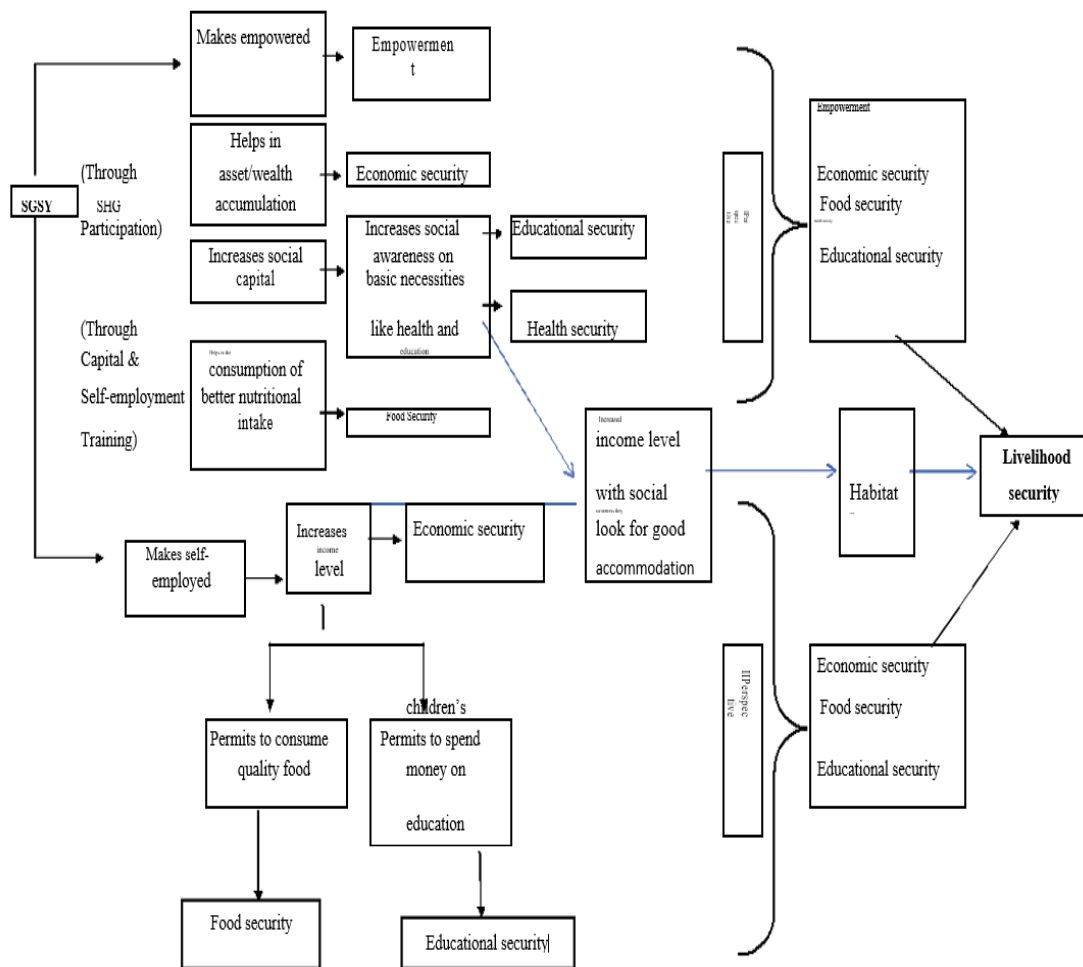 Makes empowered
Empowermen
t
(Through
SHG
Participation)
SGSY
Helps in
asset/wealth
accumulation
Economic security
Increases social
capital
Increases social
awareness on
basic necessities
like health and
education
Educational security
Health security
(Through
Capital &
Self-employment
Training)
Helps in the
consumption of
better nutritional
intake
Food Security
Empowerment
Economic security
Food security
Educational security
Increased
income level
with social
look for good
accommodation
Habitat
Livelihood
security
Makes self-
employed
Increases
income
level
Economic security
Permits to consume
quality food
children's
Permits to spend
money on
education
Food security
Educational security
IIPerspec
tive
Economic security
Food security
Educational security